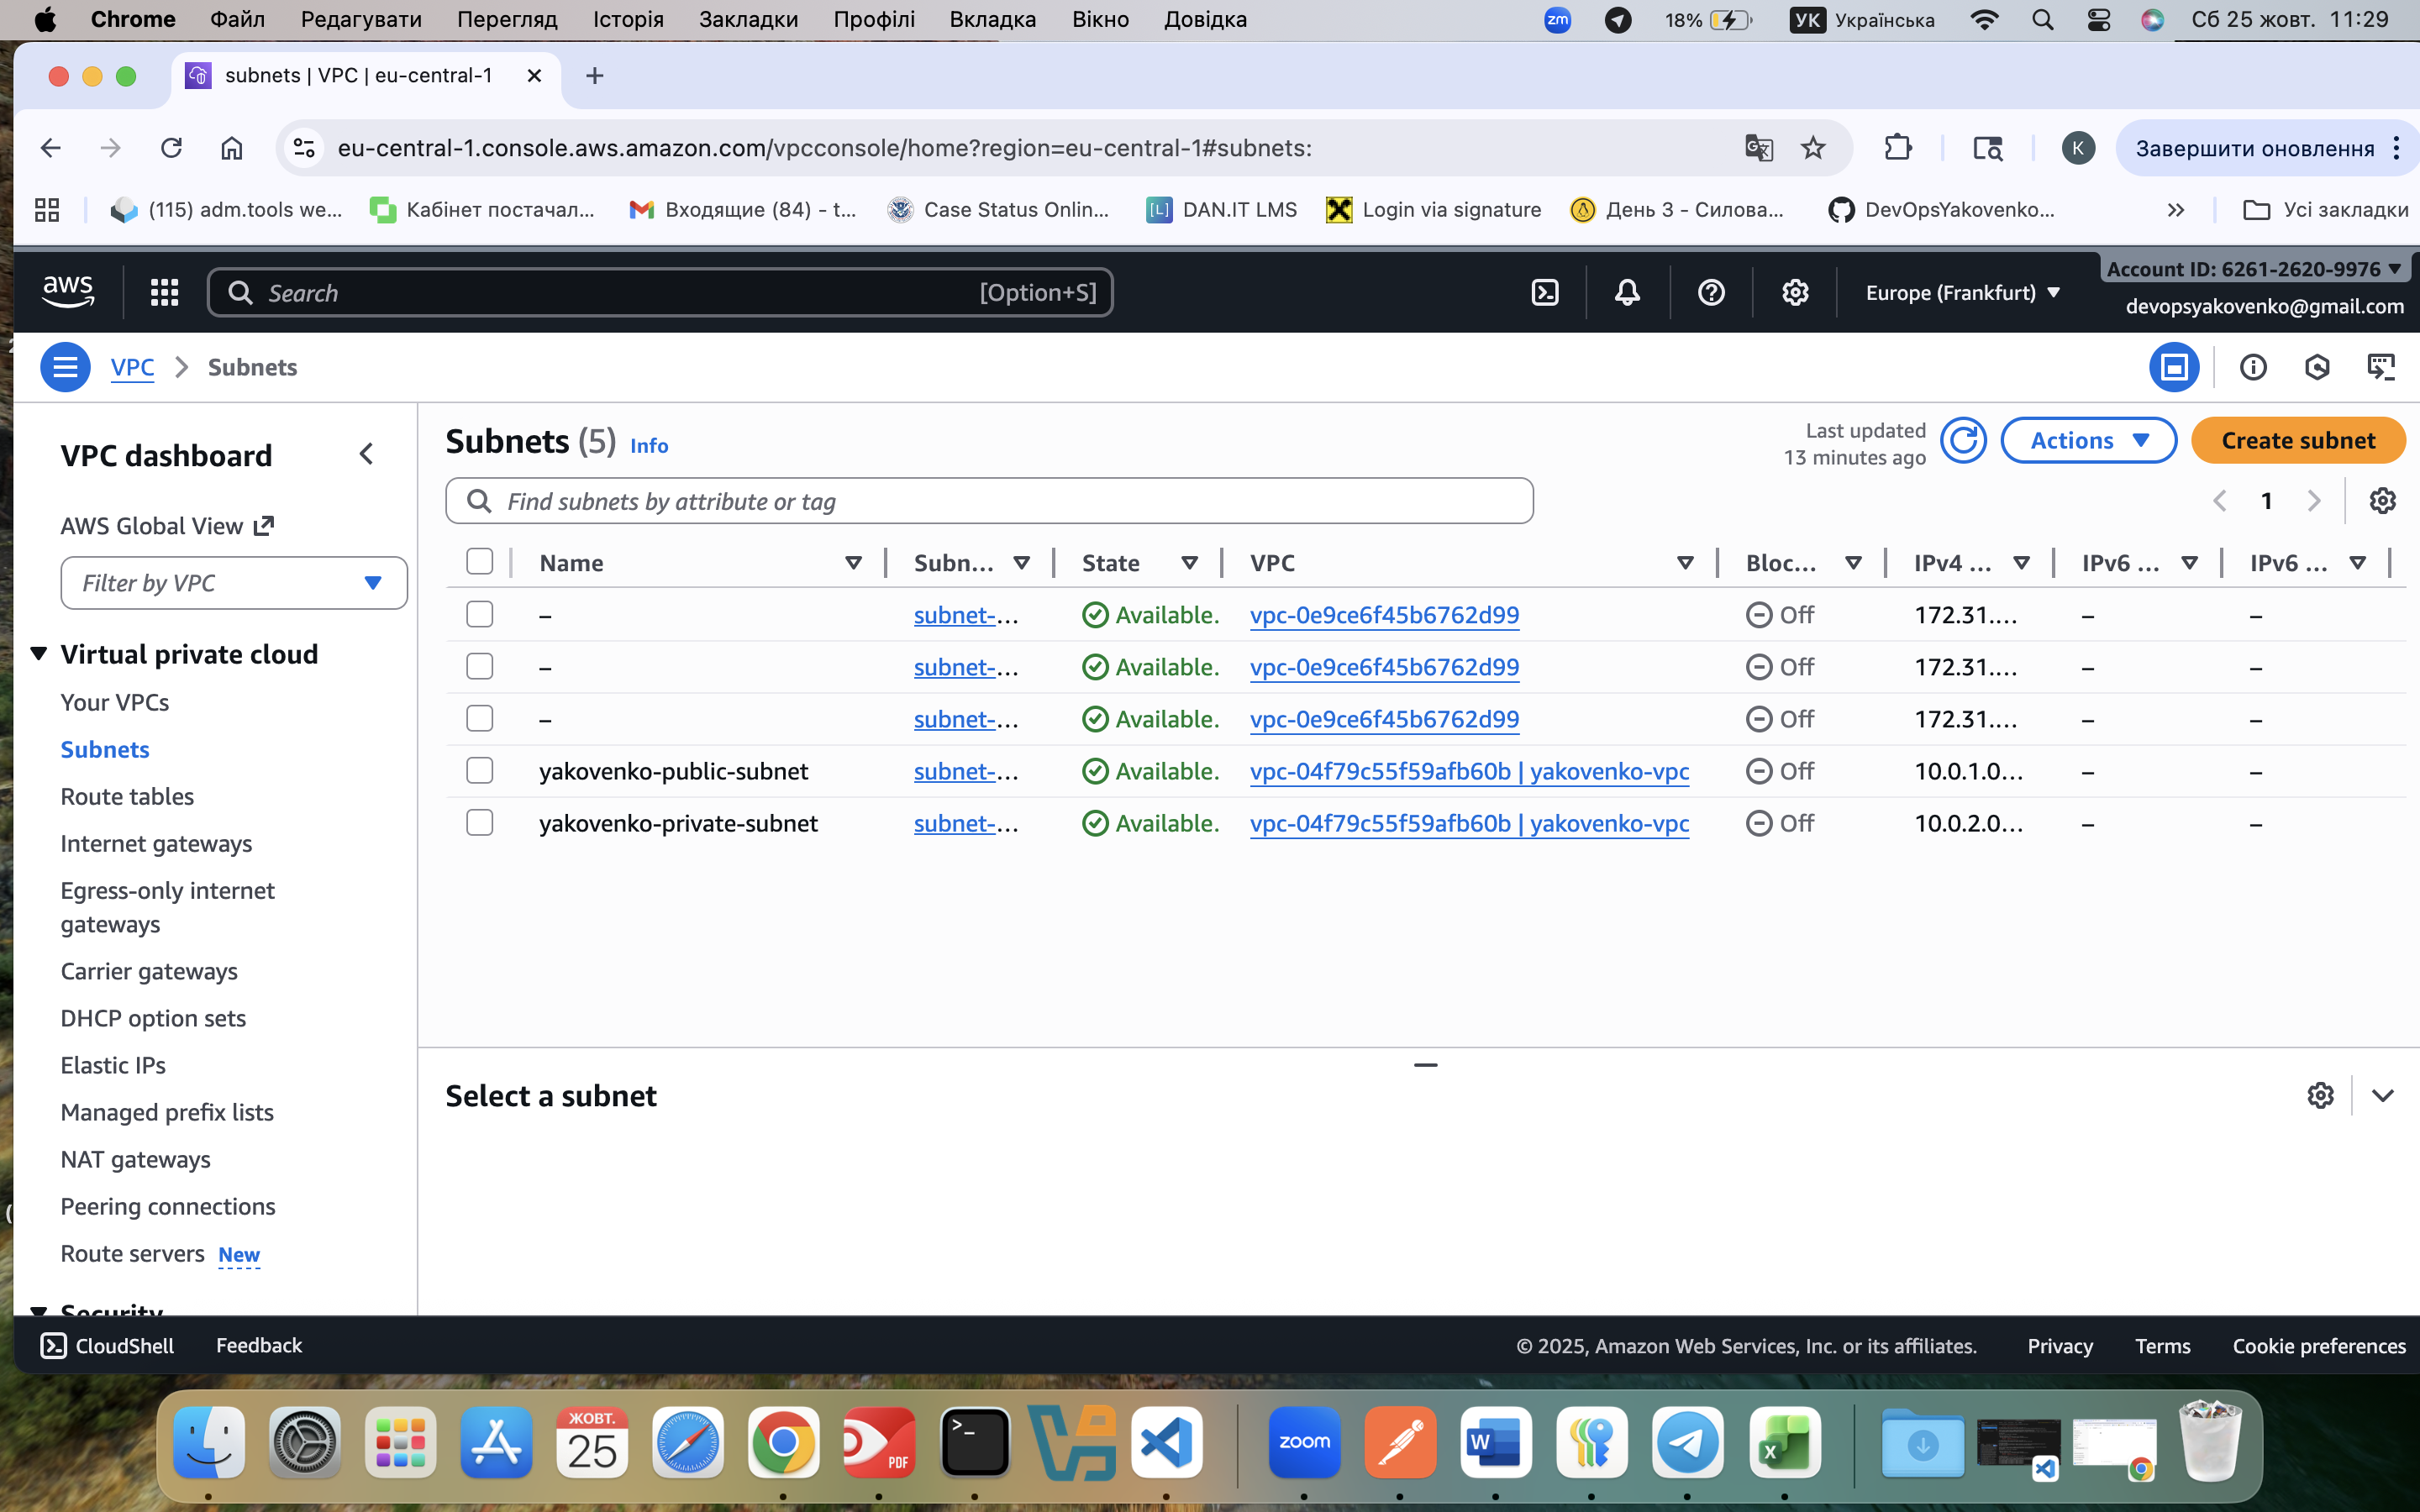 Chrome Файл Редагувати Перегляд Історія Закладки Профілі Вкладка Вікно Довідка zm 18% УК Українська Сб 25 жовт. 11:29
subnets | VPC | eu-central-1
eu-central-1.console.aws.amazon.com/vpcconsole/home?region=eu-central-1#subnets: K Завершити оновлення
(115) adm.tools we... Кабінет постачал... Входящие (84) - t... Case Status Onlin... [L] DAN.IT LMS Login via signature День 3 - Силова... DevOpsYakovenko... Усі закладки
aws Search [Option+S] Europe (Frankfurt) Account ID: 6261-2620-9976
devopsyakovenko@gmail.com
VPC Subnets
VPC dashboard
AWS Global View
Filter by VPC
Virtual private cloud
Your VPCs
Subnets
Route tables
Internet gateways
Egress-only internet
gateways
Carrier gateways
DHCP option sets
Elastic IPs
Managed prefix lists
NAT gateways
Peering connections
Route servers New
Security
Subnets (5) Info
Last updated
13 minutes ago
Actions Create subnet
Find subnets by attribute or tag
1
Name Subn... State VPC Bloc... IPv4 ... IPv6 ... IPv6 ...
– subnet-... Available. vpc-0e9ce6f45b6762d99 Off 172.31.... – –
– subnet-... Available. vpc-0e9ce6f45b6762d99 Off 172.31.... – –
– subnet-... Available. vpc-0e9ce6f45b6762d99 Off 172.31.... – –
yakovenko-public-subnet subnet-... Available. vpc-04f79c55f59afb60b | yakovenko-vpc Off 10.0.1.0... – –
yakovenko-private-subnet subnet-... Available. vpc-04f79c55f59afb60b | yakovenko-vpc Off 10.0.2.0... – –
Select a subnet
CloudShell Feedback © 2025, Amazon Web Services, Inc. or its affiliates. Privacy Terms Cookie preferences
ЖОВТ.
25
PDF
zoom
W
X